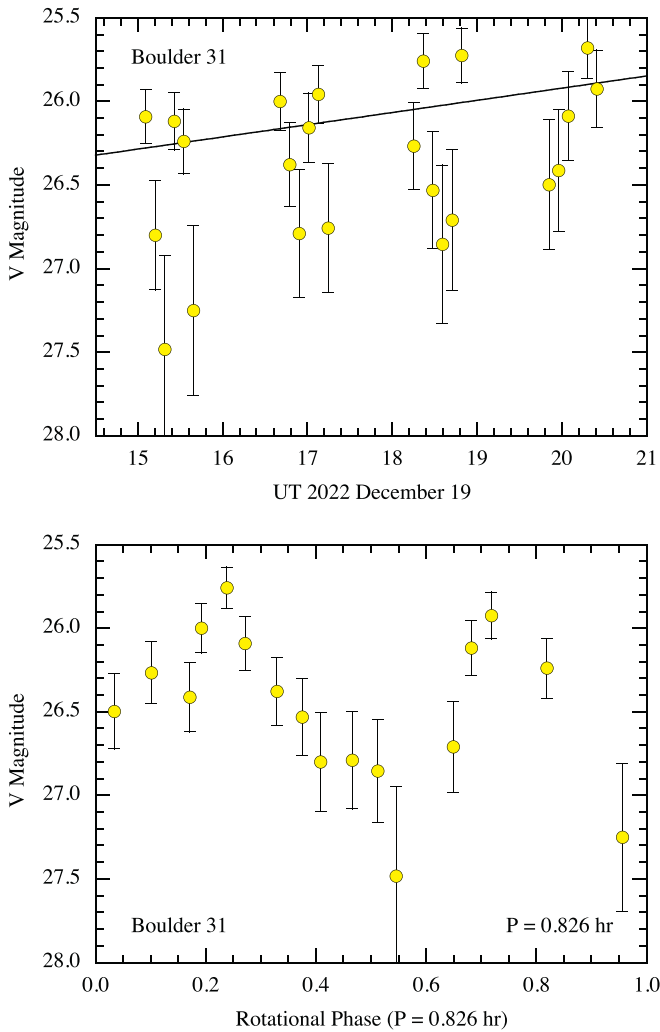 25.5
Boulder 31
26.0
26.5
V Magnitude
27.0
27.5
28.0
15 16 17 18 19 20 21
UT 2022 December 19
25.5
26.0
26.5
V Magnitude
27.0
27.5
Boulder 31 P = 0.826 hr
28.0
0.0 0.2 0.4 0.6 0.8 1.0
Rotational Phase (P = 0.826 hr)